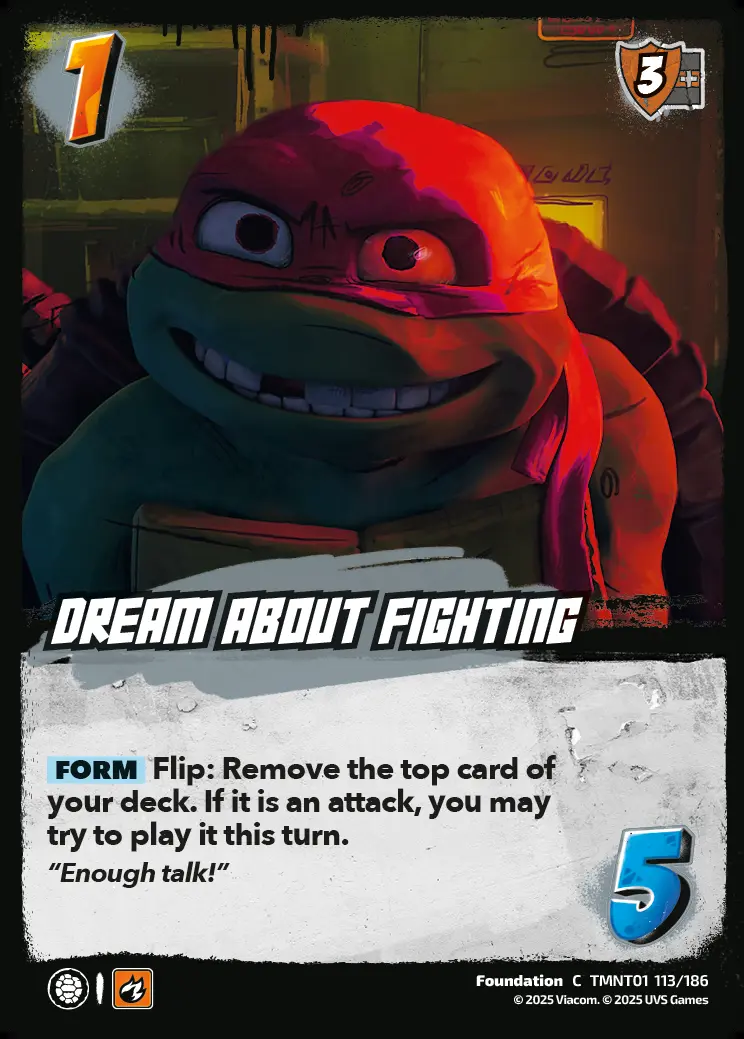 1
3
+
DREAM ABOUT FIGHTING
FORM Flip: Remove the top card of
your deck. If it is an attack, you may
try to play it this turn.
“Enough talk!”
5
Foundation C TMNT01 113/186
© 2025 Viacom. © 2025 UVS Games